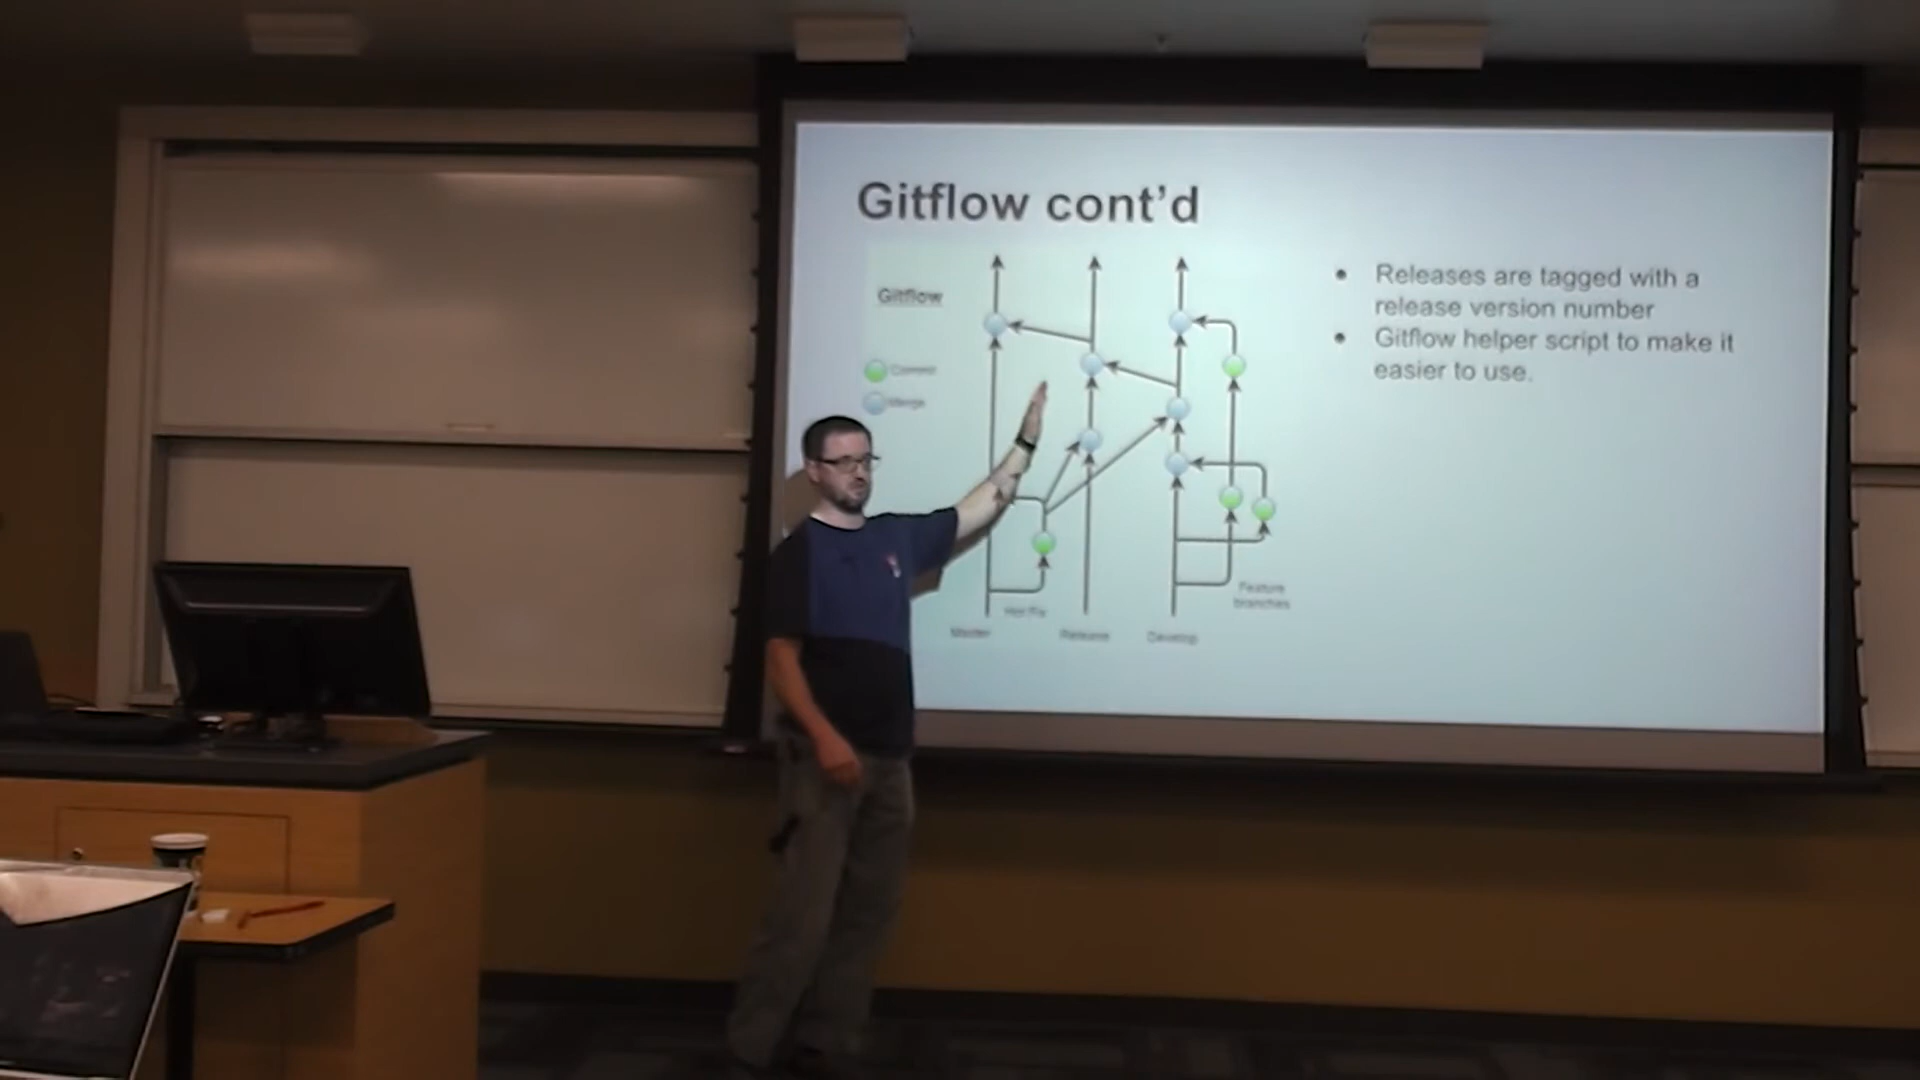 Gitflow cont'd
Gitflow
Commit
Merge
Hot Fix
Master
Release
Develop
Feature
branches
• Releases are tagged with a
release version number
• Gitflow helper script to make it
easier to use.